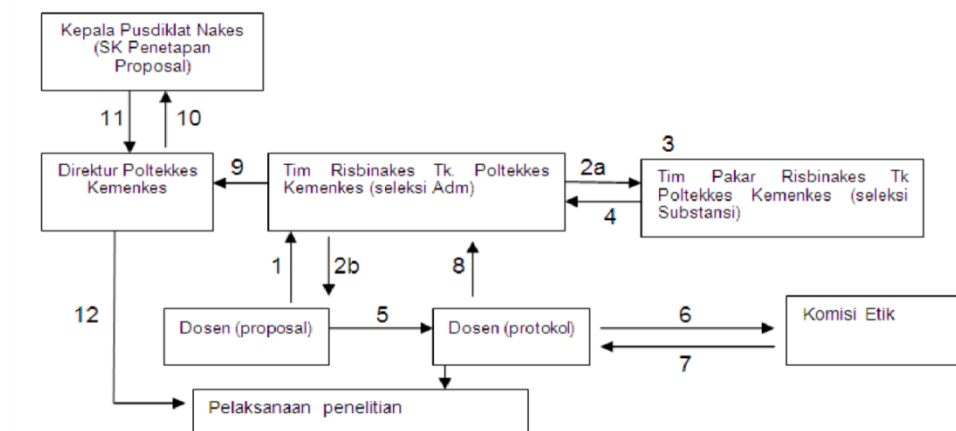 Kepala Pusdiklat Nakes
(SK Penetapan
Proposal)
11
10
3
Direktur Poltekkes
Kemenkes
9
Tim Risbinakes Tk. Poltekkes
Kemenkes (seleksi Adm)
2a
4
Tim Pakar Risbinakes Tk
Poltekkes Kemenkes (seleksi
Substansi)
1
2b
8
12
Dosen (proposal)
5
Dosen (protokol)
6
7
Komisi Etik
Pelaksanaan penelitian